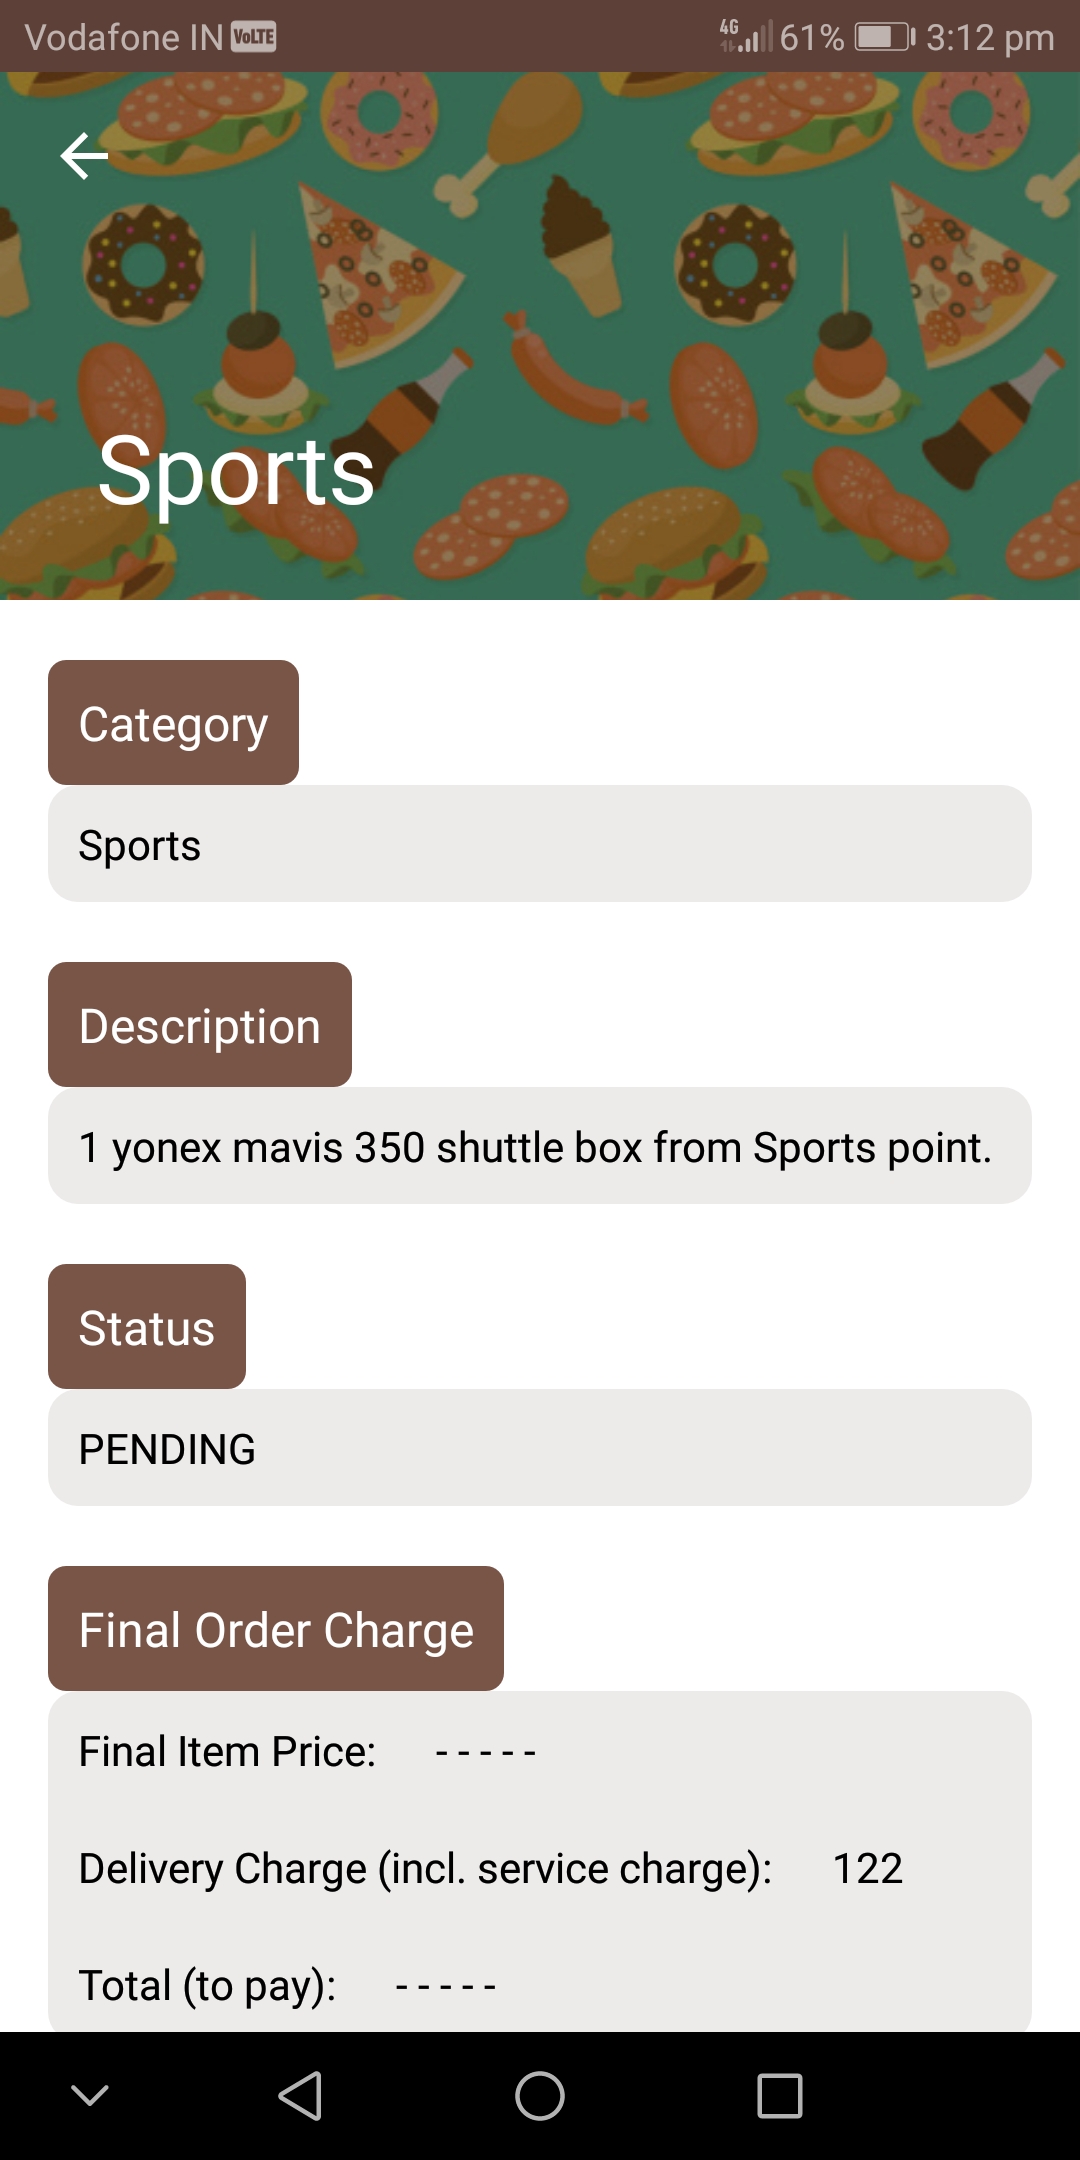 Vodafone IN VoLTE 4G 61% 3:12 pm
Sports
Category
Sports
Description
1 yonex mavis 350 shuttle box from Sports point.
Status
PENDING
Final Order Charge
Final Item Price: - - - - -
Delivery Charge (incl. service charge): 122
Total (to pay): - - - - -